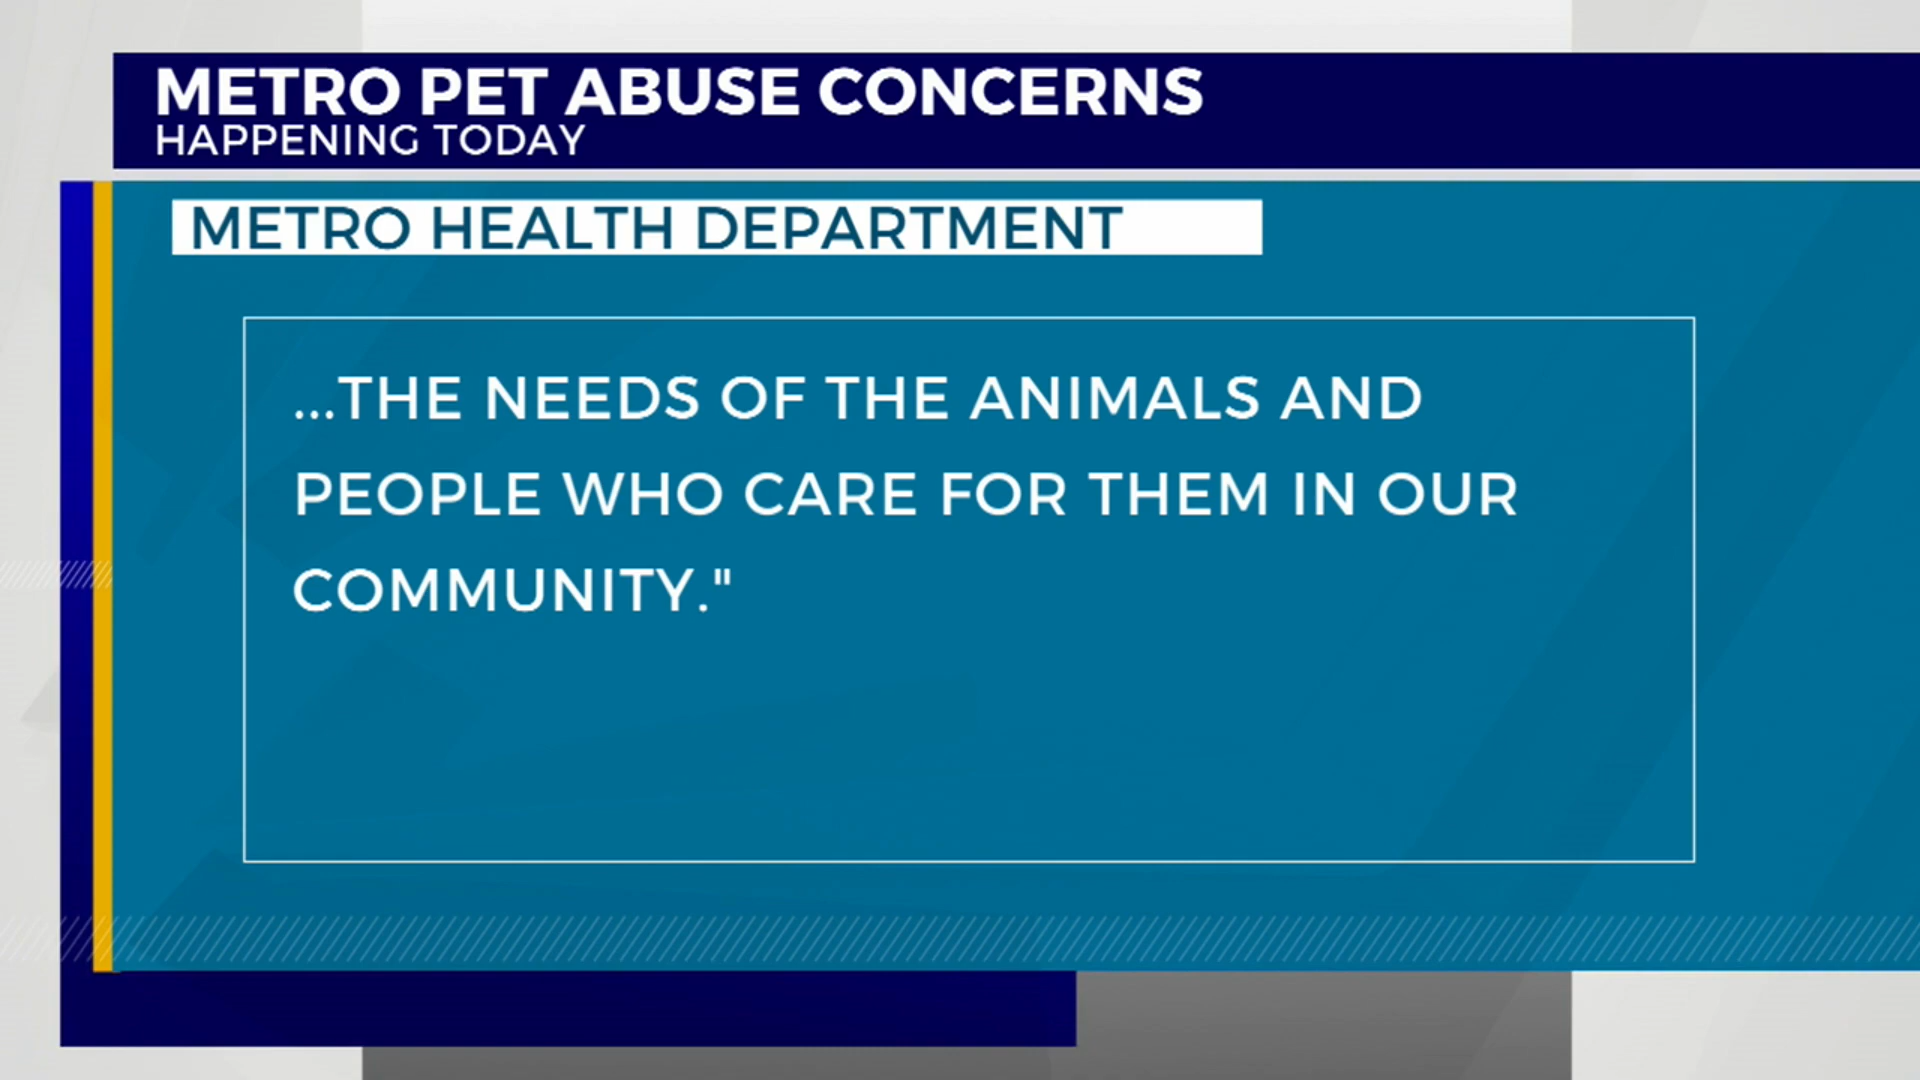 METRO PET ABUSE CONCERNS
HAPPENING TODAY
METRO HEALTH DEPARTMENT
...THE NEEDS OF THE ANIMALS AND
PEOPLE WHO CARE FOR THEM IN OUR
COMMUNITY."